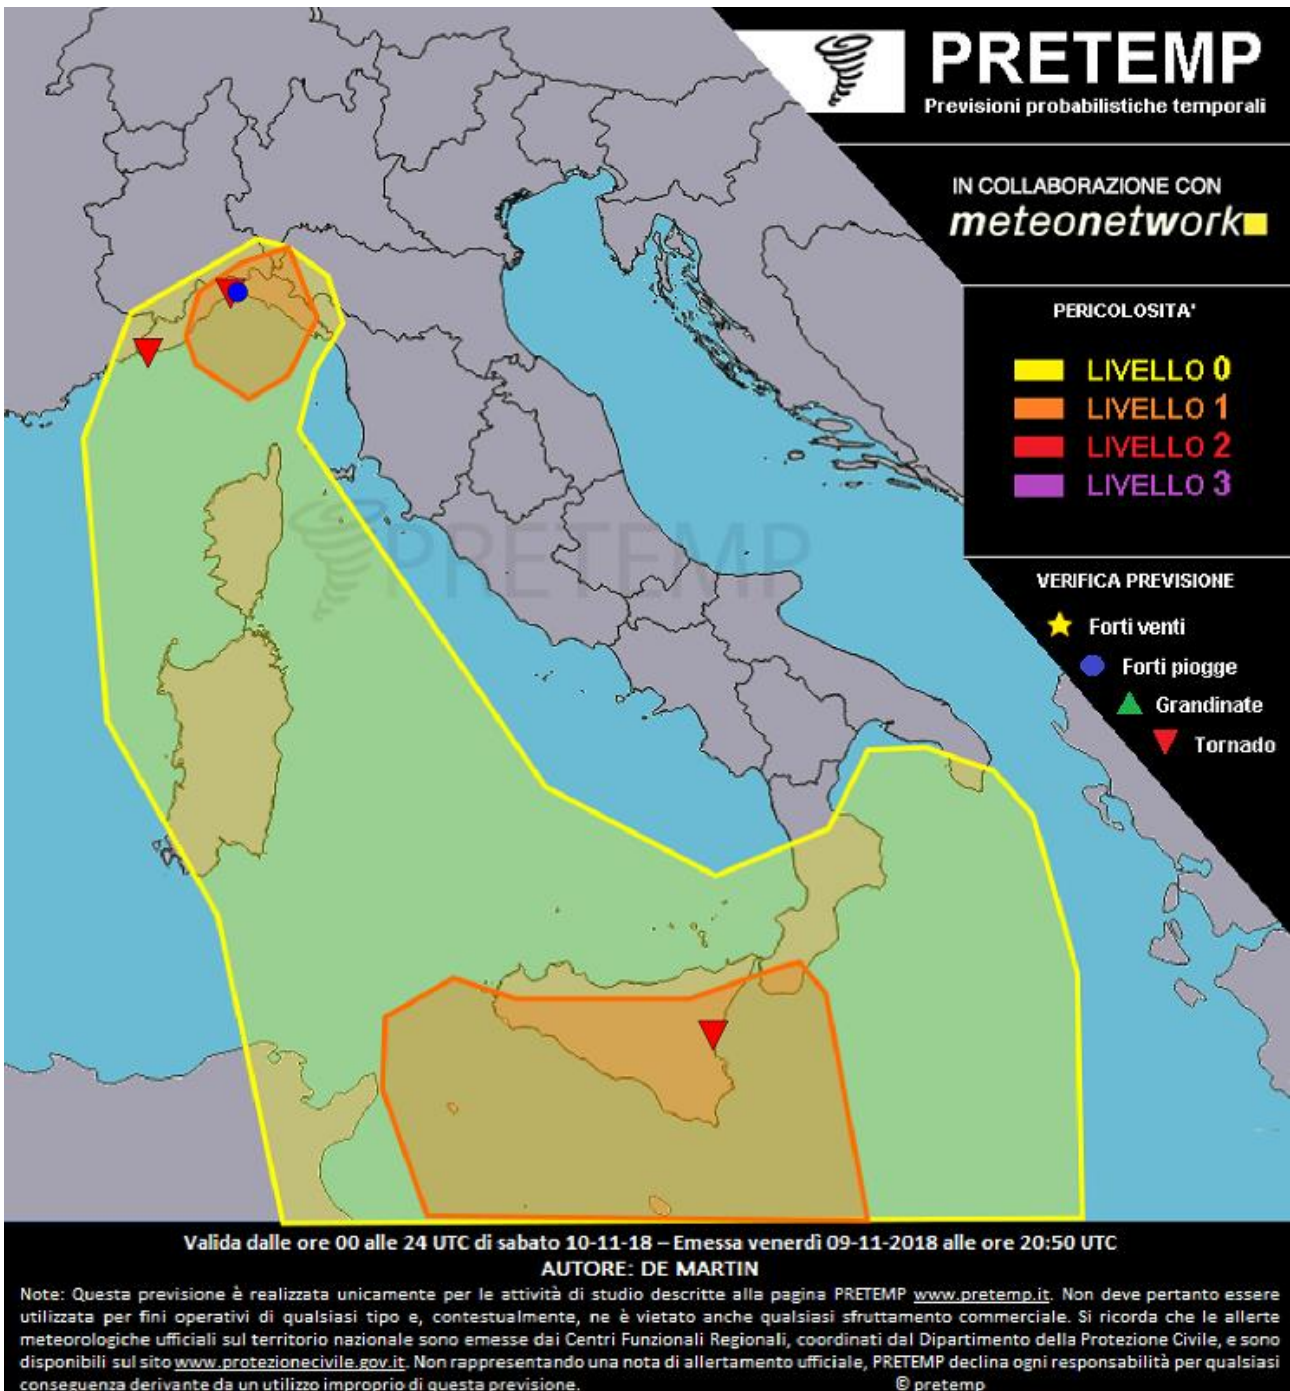 PRETEMP
Previsioni probabilistiche temporali
IN COLLABORAZIONE CON
meteonetwork
PERICOLOSITA'
LIVELLO 0
LIVELLO 1
LIVELLO 2
LIVELLO 3
VERIFICA PREVISIONE
Forti venti
Forti piogge
Grandinate
Tornado
PRETEMP
Valida dalle ore 00 alle 24 UTC di sabato 10-11-18 – Emessa venerdì 09-11-2018 alle ore 20:50 UTC
AUTORE: DE MARTIN
Note: Questa previsione è realizzata unicamente per le attività di studio descritte alla pagina PRETEMP www.pretemp.it. Non deve pertanto essere
utilizzata per fini operativi di qualsiasi tipo e, contestualmente, ne è vietato anche qualsiasi sfruttamento commerciale. Si ricorda che le allerte
meteorologiche ufficiali sul territorio nazionale sono emesse dai Centri Funzionali Regionali, coordinati dal Dipartimento della Protezione Civile, e sono
disponibili sul sito www.protezionecivile.gov.it. Non rappresentando una nota di allertamento ufficiale, PRETEMP declina ogni responsabilità per qualsiasi
conseguenza derivante da un utilizzo improprio di questa previsione. © pretemp